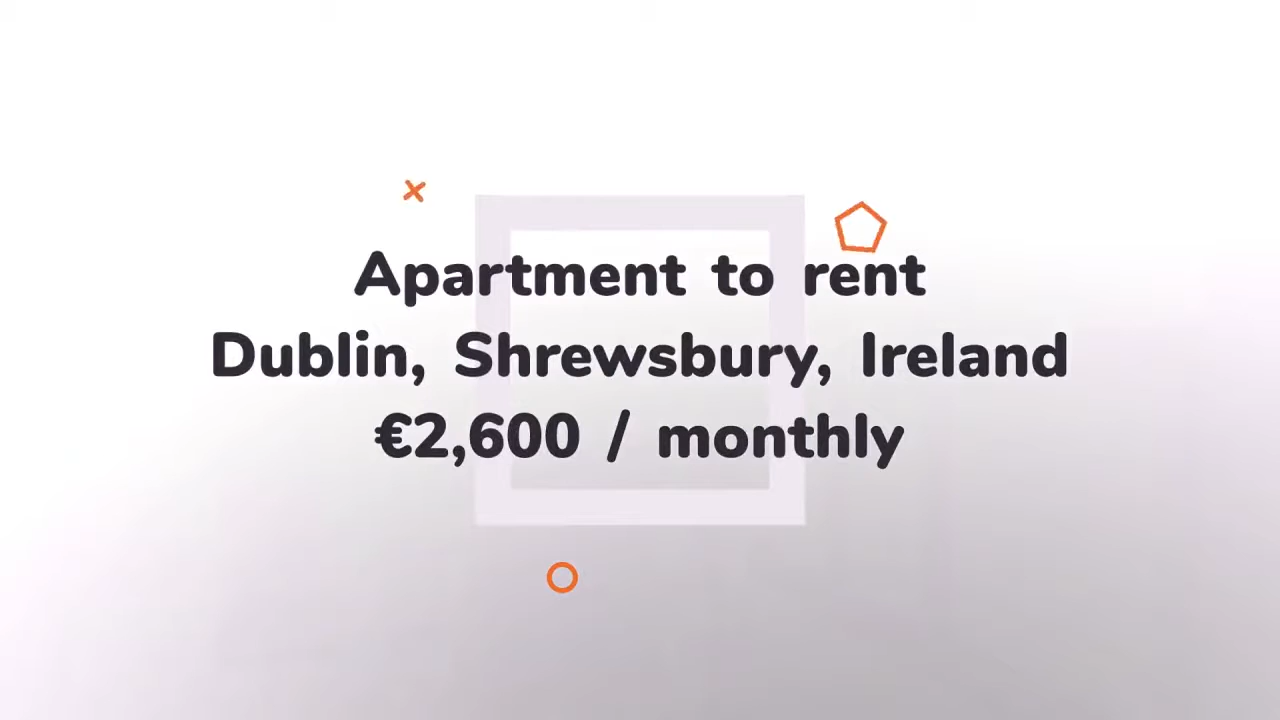 Apartment to rent
Dublin, Shrewsbury, Ireland
€2,600 / monthly